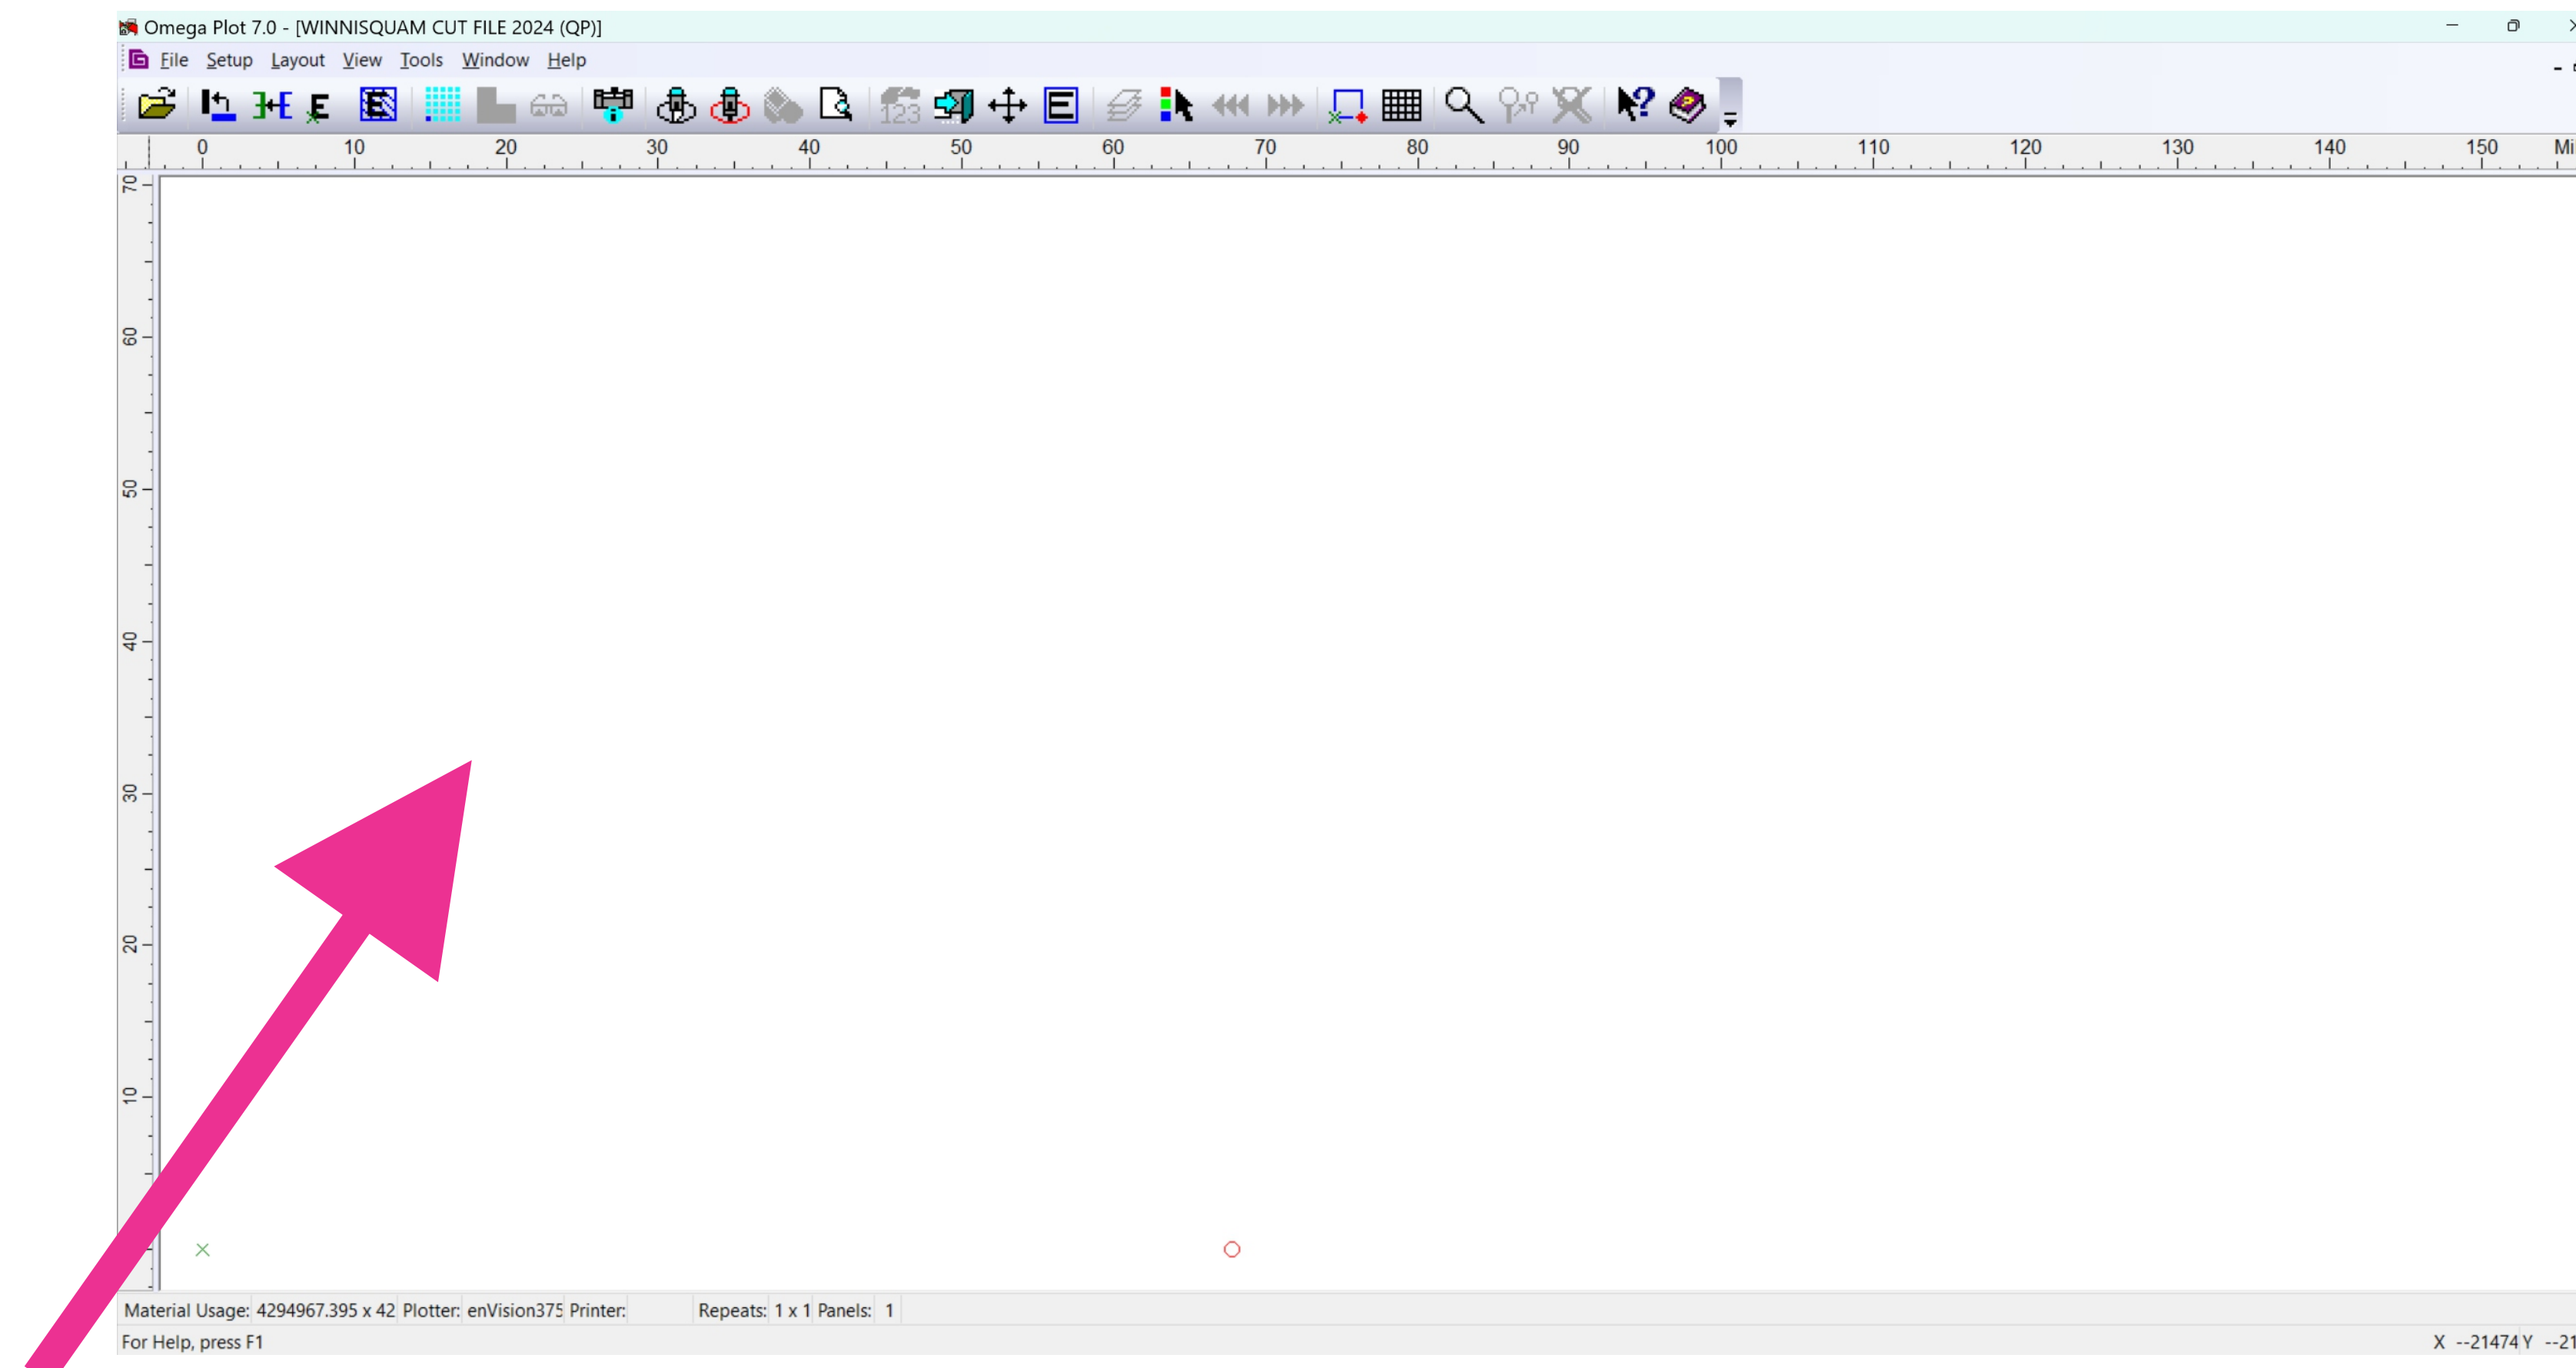 Omega Plot 7.0 - [WINNISQUAM CUT FILE 2024 (QP)]
File Setup Layout View Tools Window Help
E E 123 E ?
0 10 20 30 40 50 60 70 80 90 100 110 120 130 140 150 Mi
70
60
50
40
30
20
10
Material Usage: 4294967.395 x 42 Plotter: enVision375 Printer: Repeats: 1 x 1 Panels: 1
For Help, press F1 X --21474 Y --21